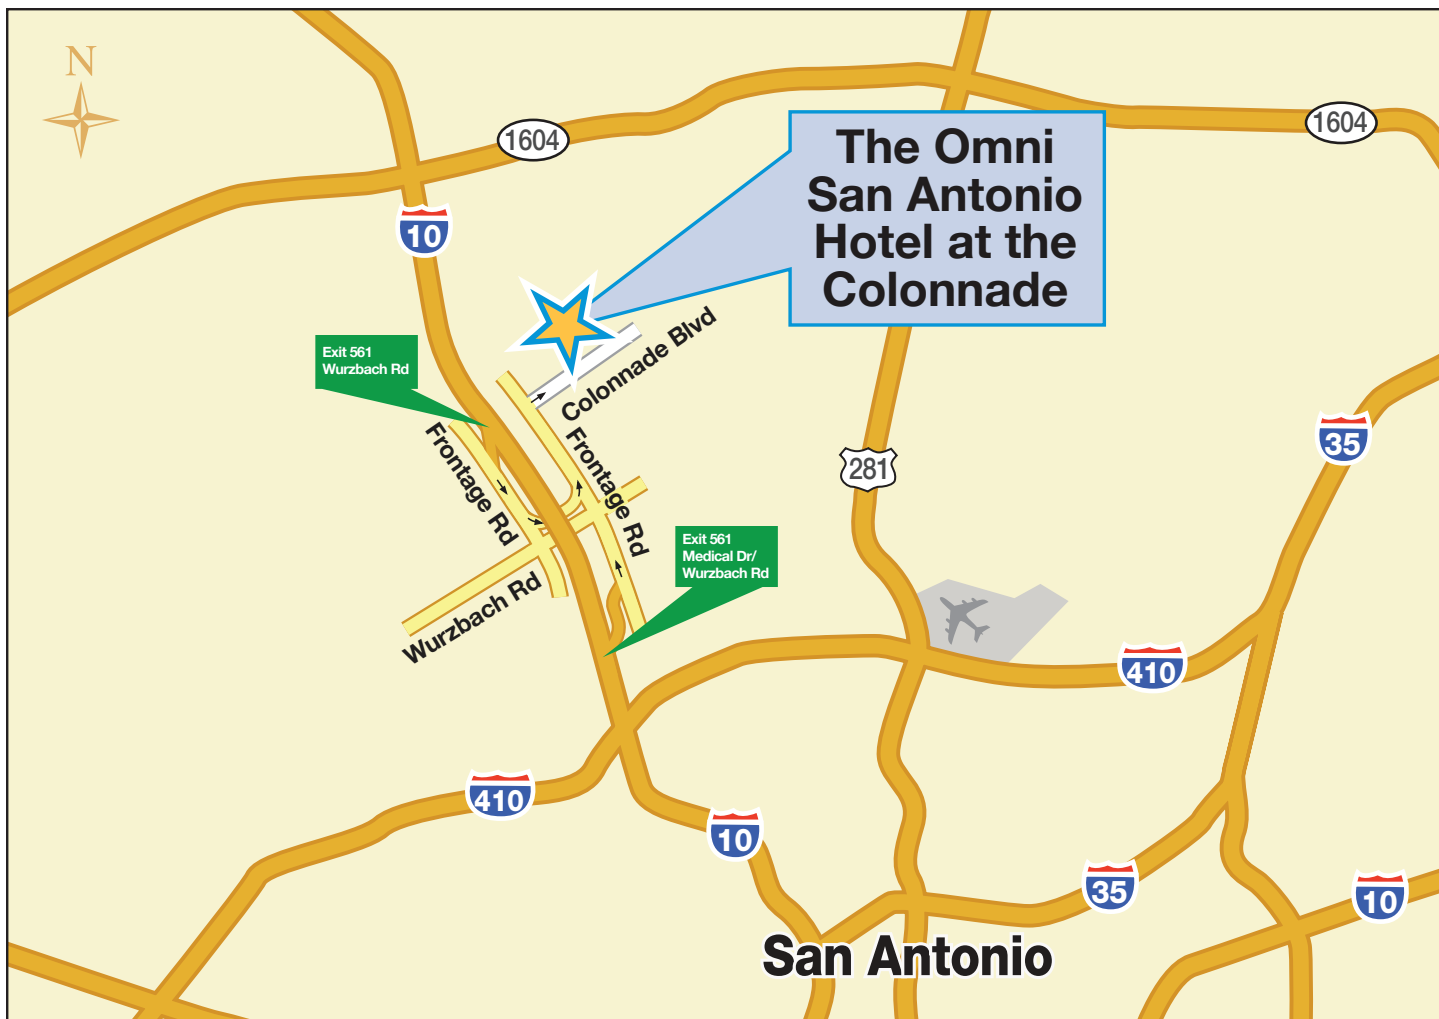 N
1604
1604
The Omni
San Antonio
Hotel at the
Colonnade
10
Colonnade Blvd
Exit 561
Wurzbach Rd
Frontage Rd
Frontage Rd
35
281
Exit 561
Medical Dr/
Wurzbach Rd
Wurzbach Rd
410
410
10
35
10
San Antonio